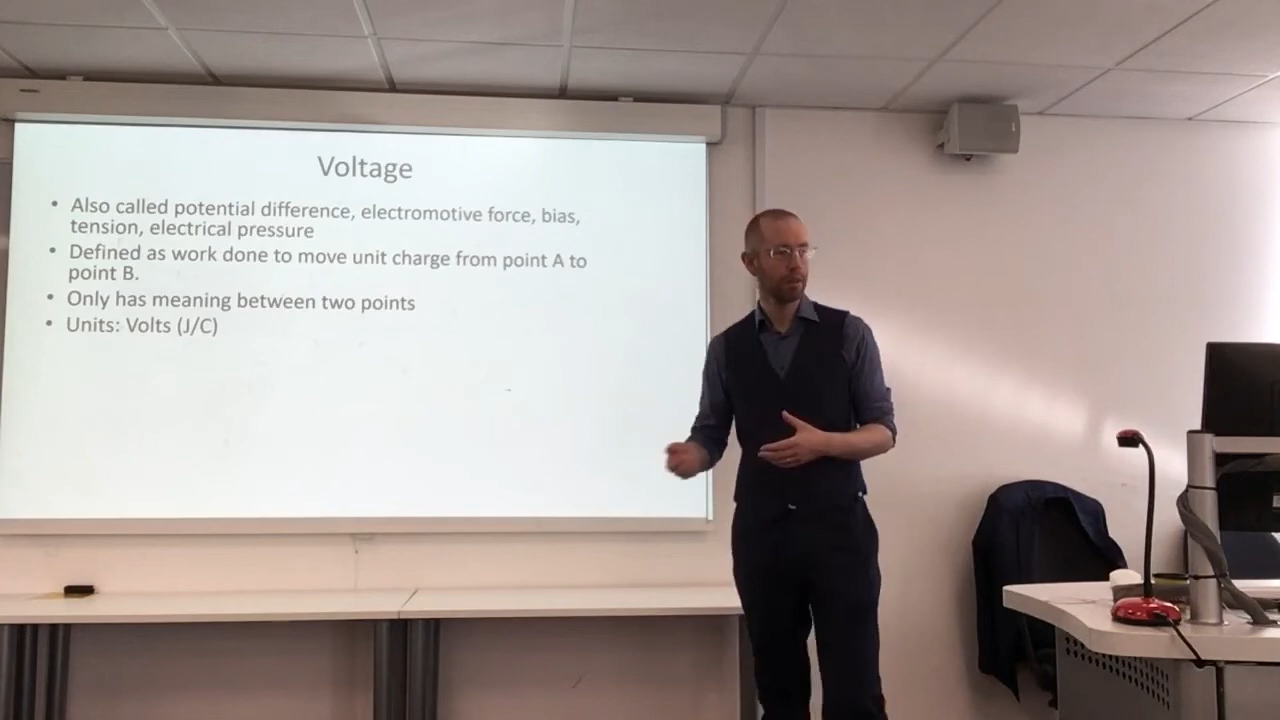 Voltage
• Also called potential difference, electromotive force, bias,
tension, electrical pressure
• Defined as work done to move unit charge from point A to
point B.
• Only has meaning between two points
• Units: Volts (J/C)